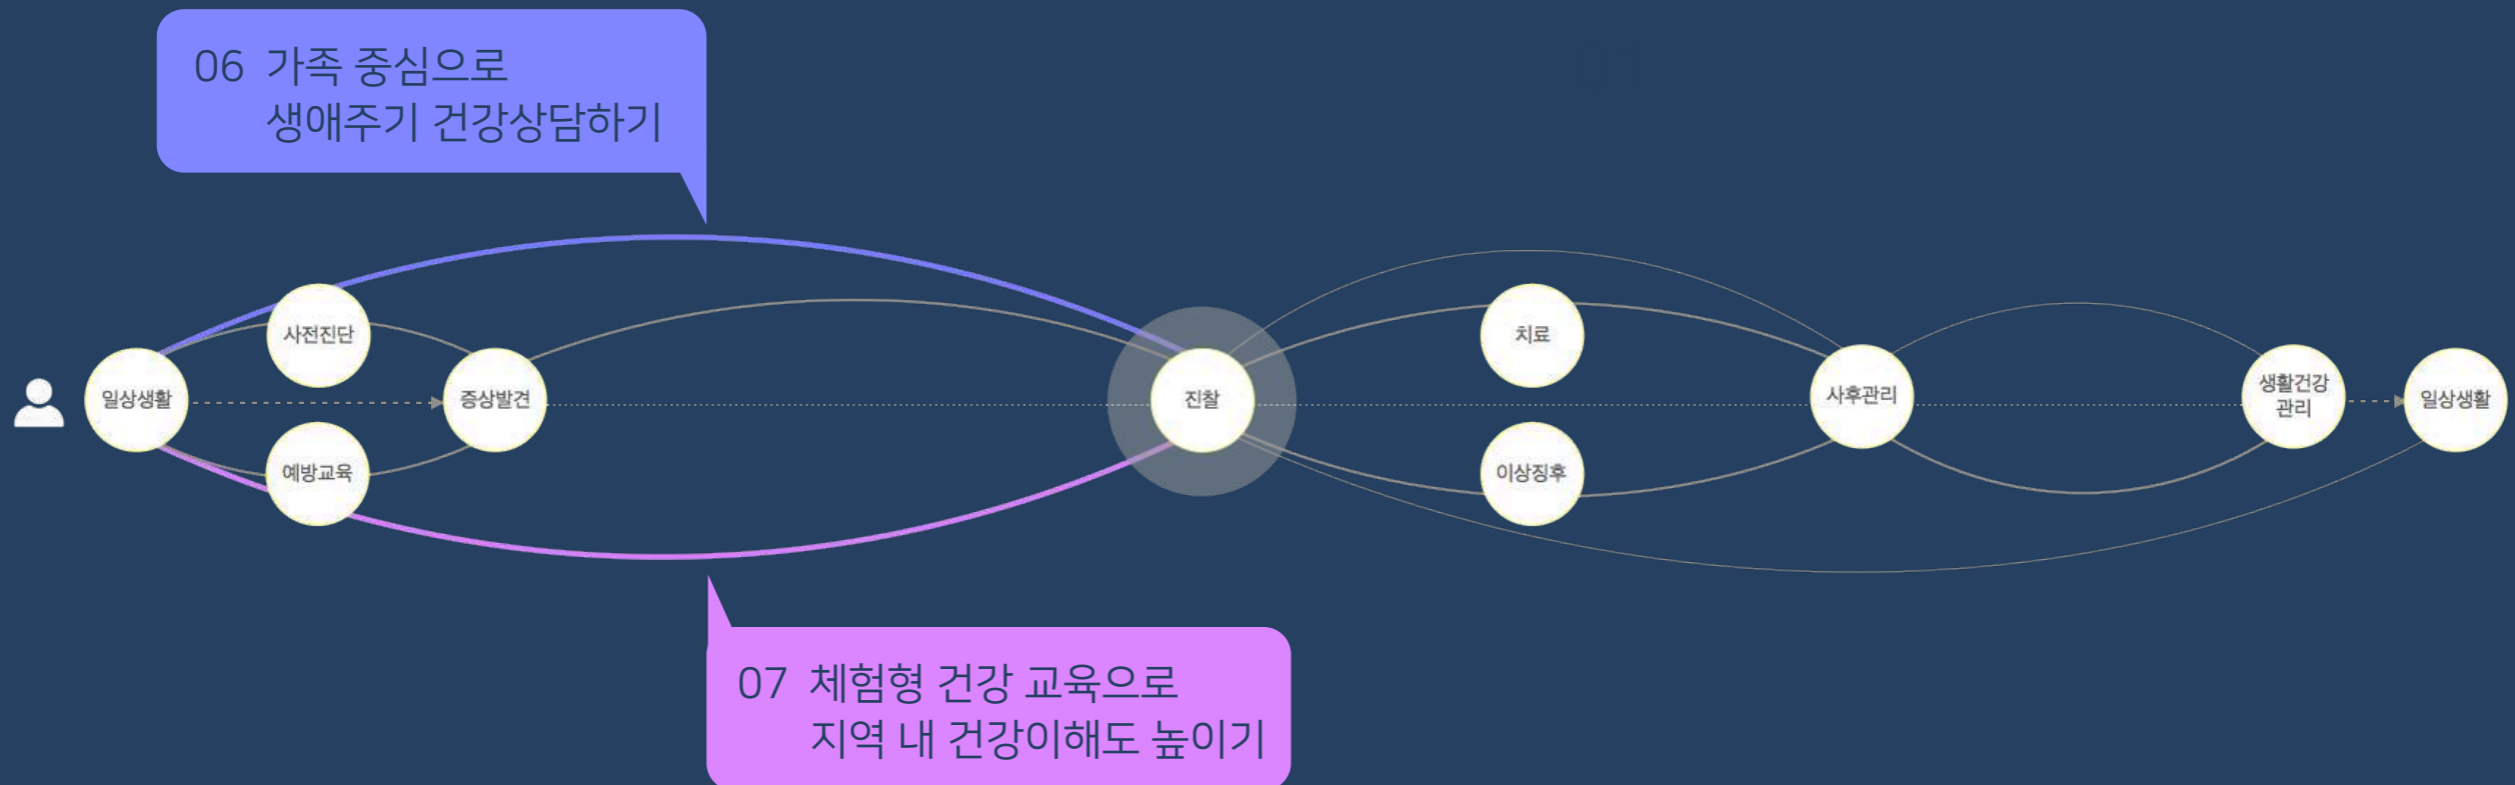 06 가족 중심으로
생애주기 건강상담하기
사전진단
치료
일상생활
증상발견
진찰
사후관리
생활건강
관리
일상생활
예방교육
이상징후
07 체험형 건강 교육으로
지역 내 건강이해도 높이기